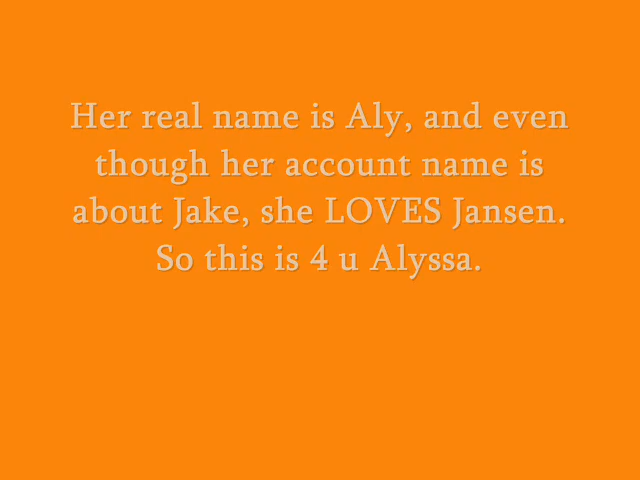 Her real name is Aly, and even
though her account name is
about Jake, she LOVES Jansen.
So this is 4 u Alyssa.